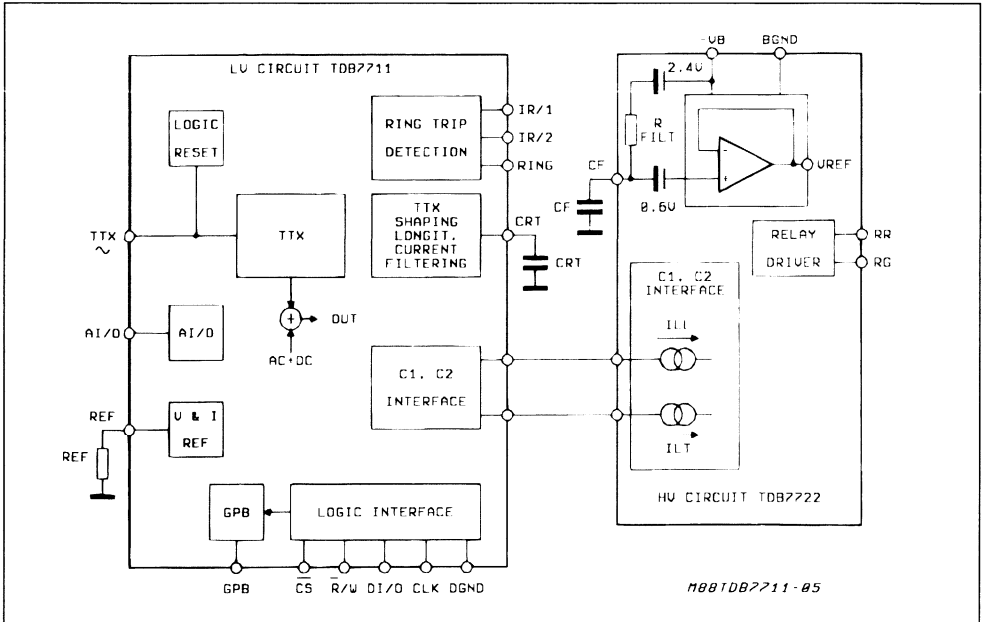 LV CIRCUIT TDB7711
LOGIC
RESET
RING TRIP
DETECTION
IR/1
IR/2
RING
TTX
~
TTX
TTX
SHAPING
LONGIT.
CURRENT
FILTERING
CRT
CRT
+
OUT
AC+DC
AI/O
AI/O
REF
V & I
REF
REF
C1. C2
INTERFACE
GPB
LOGIC INTERFACE
GPB
CS
R/W
DI/O
CLK
DGND
-VB
BGND
2.4V
R
FILT
CF
CF
0.6V
-
+
VREF
RELAY
DRIVER
RR
RG
C1. C2
INTERFACE
ILL
ILT
HV CIRCUIT TDB7722
M88TDB7711-05